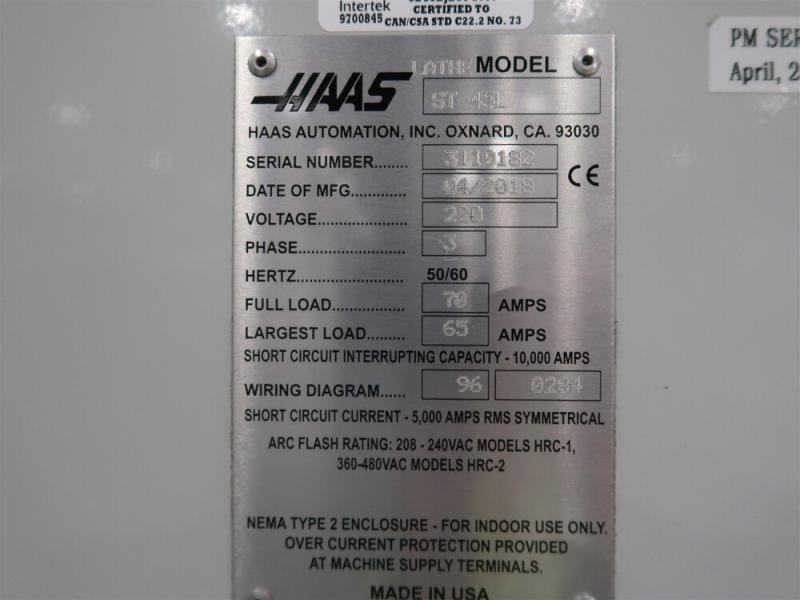 Intertek
9700845
CERTIFIED TO
CAN/CSA STD C22.2 NO. 73
PM SER
April, 2
HAAS
LATHE MODEL
ST-45L
HAAS AUTOMATION, INC. OXNARD, CA. 93030
SERIAL NUMBER........ 3110182
CE
DATE OF MFG............ 04/2018
VOLTAGE..................... 220
PHASE........................ 3
HERTZ......................... 50/60
FULL LOAD.................. 70 AMPS
LARGEST LOAD......... 65 AMPS
SHORT CIRCUIT INTERRUPTING CAPACITY - 10,000 AMPS
WIRING DIAGRAM...... 96 0284
SHORT CIRCUIT CURRENT - 5,000 AMPS RMS SYMMETRICAL
ARC FLASH RATING: 208 - 240VAC MODELS HRC-1,
360-480VAC MODELS HRC-2
NEMA TYPE 2 ENCLOSURE - FOR INDOOR USE ONLY.
OVER CURRENT PROTECTION PROVIDED
AT MACHINE SUPPLY TERMINALS.
MADE IN USA